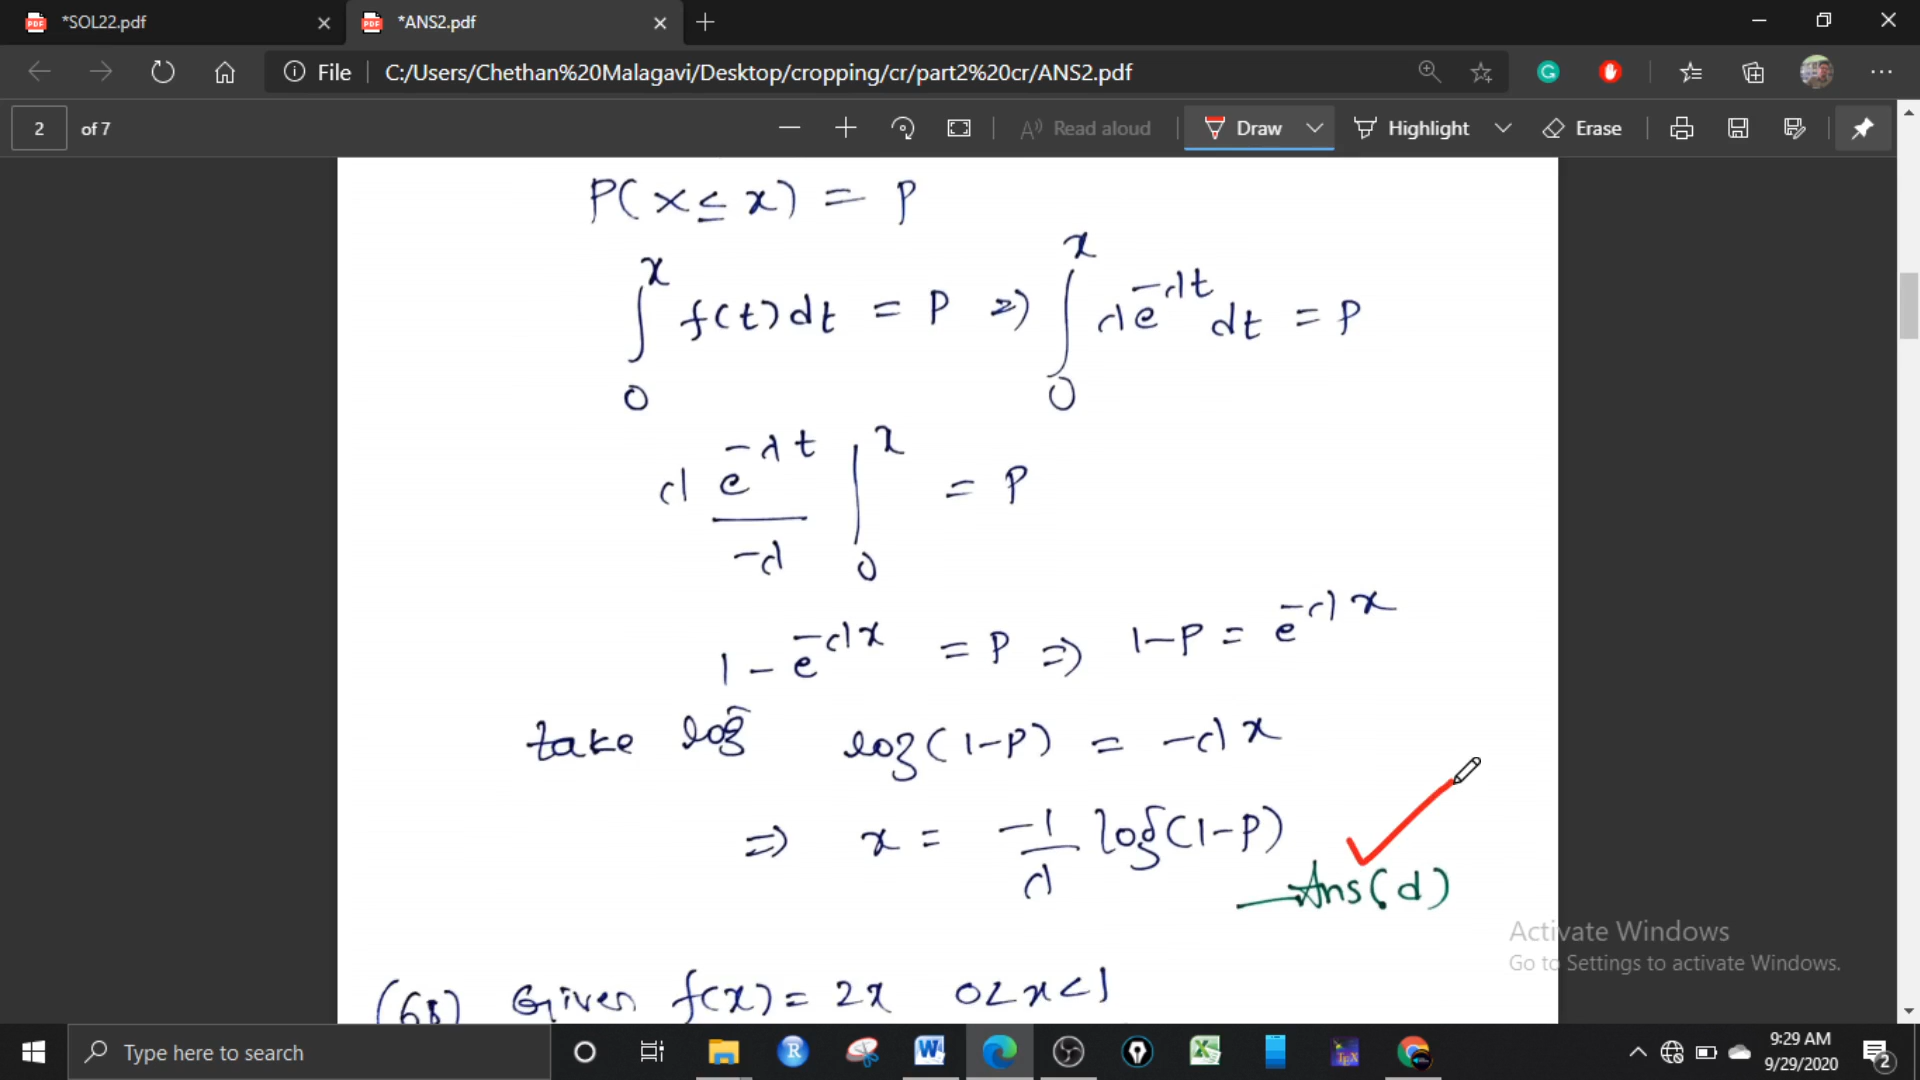 *SOL22.pdf
*ANS2.pdf
File C:/Users/Chethan%20Malagavi/Desktop/cropping/cr/part2%20cr/ANS2.pdf
2 of 7
Read aloud Draw Highlight Erase
P(X ≤ x) = P
∫₀ˣ f(t)dt = P ⇒ ∫₀ˣ λe^(-λt) dt = P
λ e^(-λt) / -λ |₀ˣ = P
1 - e^(-λx) = P ⇒ 1-P = e^(-λx)
take log log(1-P) = -λx
⇒ x = -1/λ log(1-P)
Ans(d)
Activate Windows
Go to Settings to activate Windows.
(68) Given f(x) = 2x 0<x<1
Type here to search
9:29 AM
9/29/2020
2